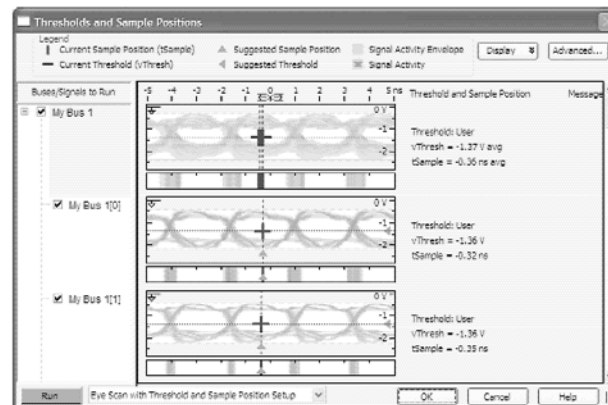 Thresholds and Sample Positions
Legend
Current Sample Position (tSample)
Suggested Sample Position
Signal Activity Envelope
Current Threshold (vThresh)
Suggested Threshold
Signal Activity
Display
Advanced...
Buses/Signals to Run
-5 -4 -3 -2 -1 0 1 2 3 4 5 ns
Threshold and Sample Position
Message
My Bus 1
0 V
-1
-2
Threshold: User
vThresh = -1.37 V avg
tSample = -0.36 ns avg
My Bus 1[0]
0 V
-1
-2
Threshold: User
vThresh = -1.36 V
tSample = -0.32 ns
My Bus 1[1]
0 V
-1
-2
Threshold: User
vThresh = -1.36 V
tSample = -0.35 ns
Run
Eye Scan with Threshold and Sample Position Setup
OK
Cancel
Help